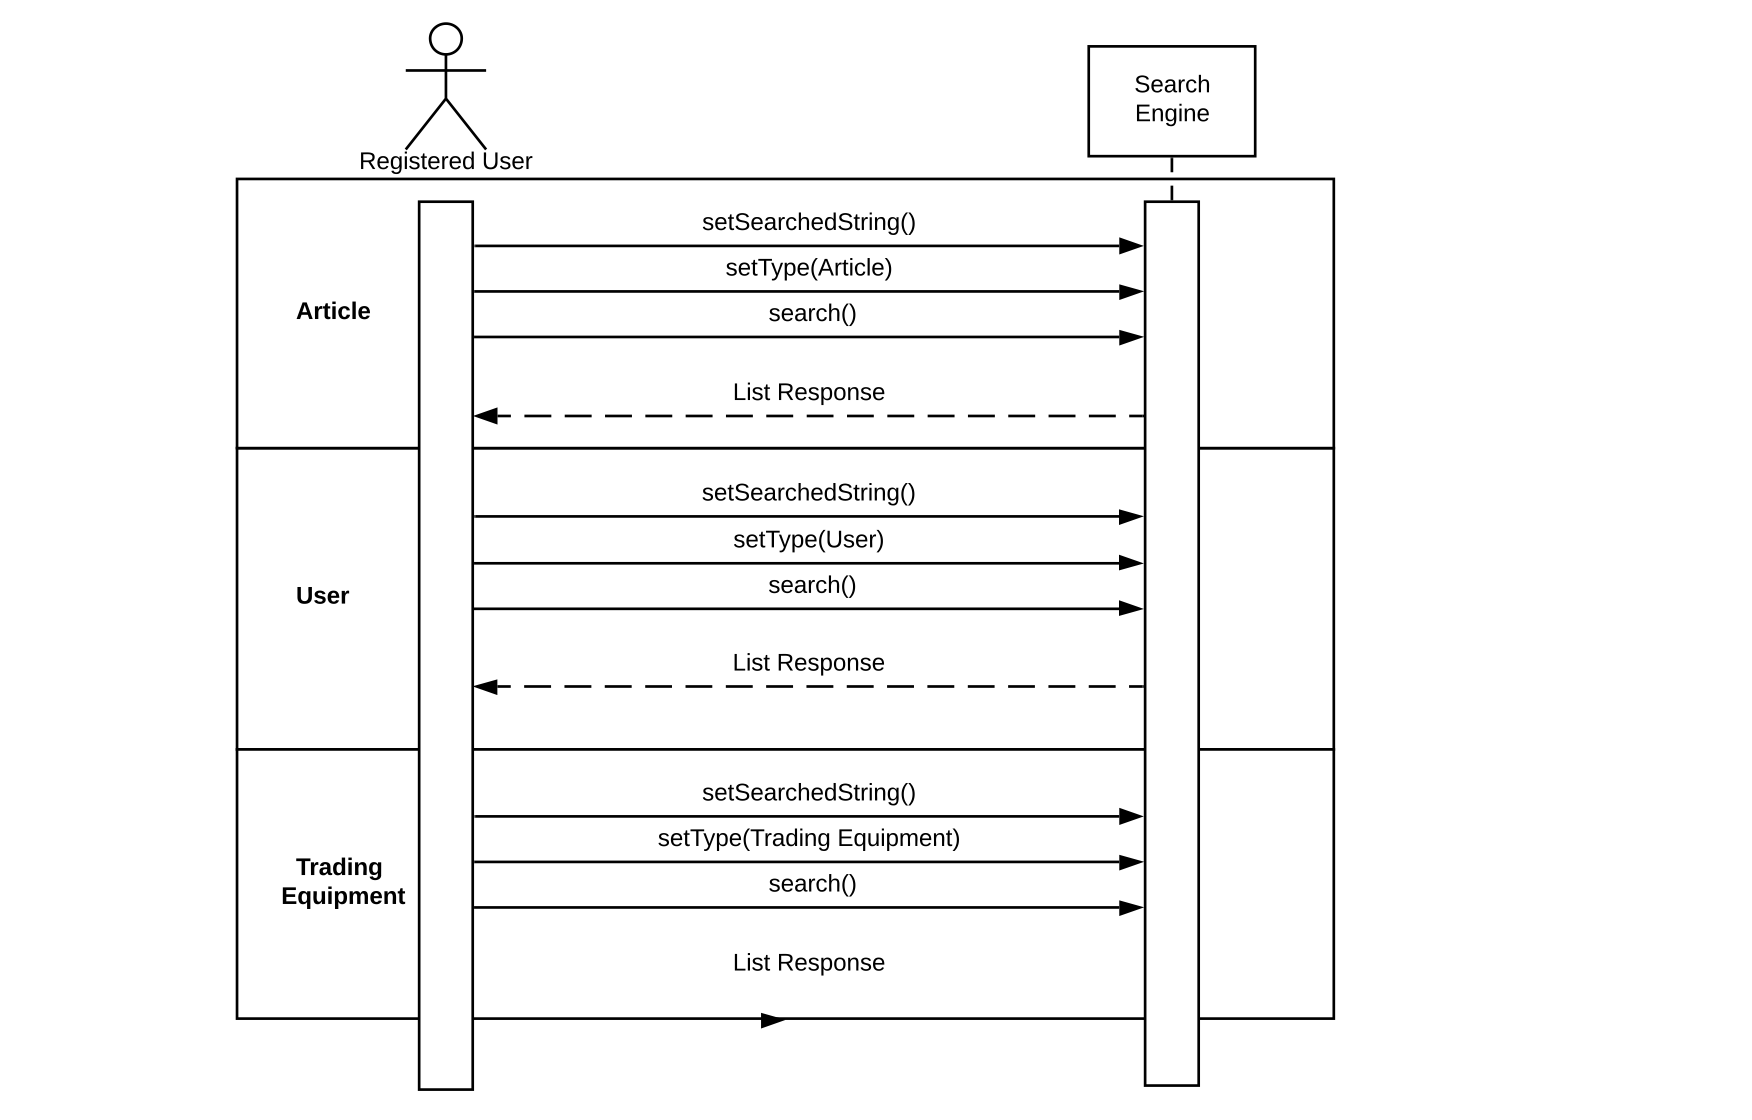 Registered User
Search
Engine
setSearchedString()
setType(Article)
search()
Article
List Response
setSearchedString()
setType(User)
search()
User
List Response
setSearchedString()
setType(Trading Equipment)
search()
Trading
Equipment
List Response